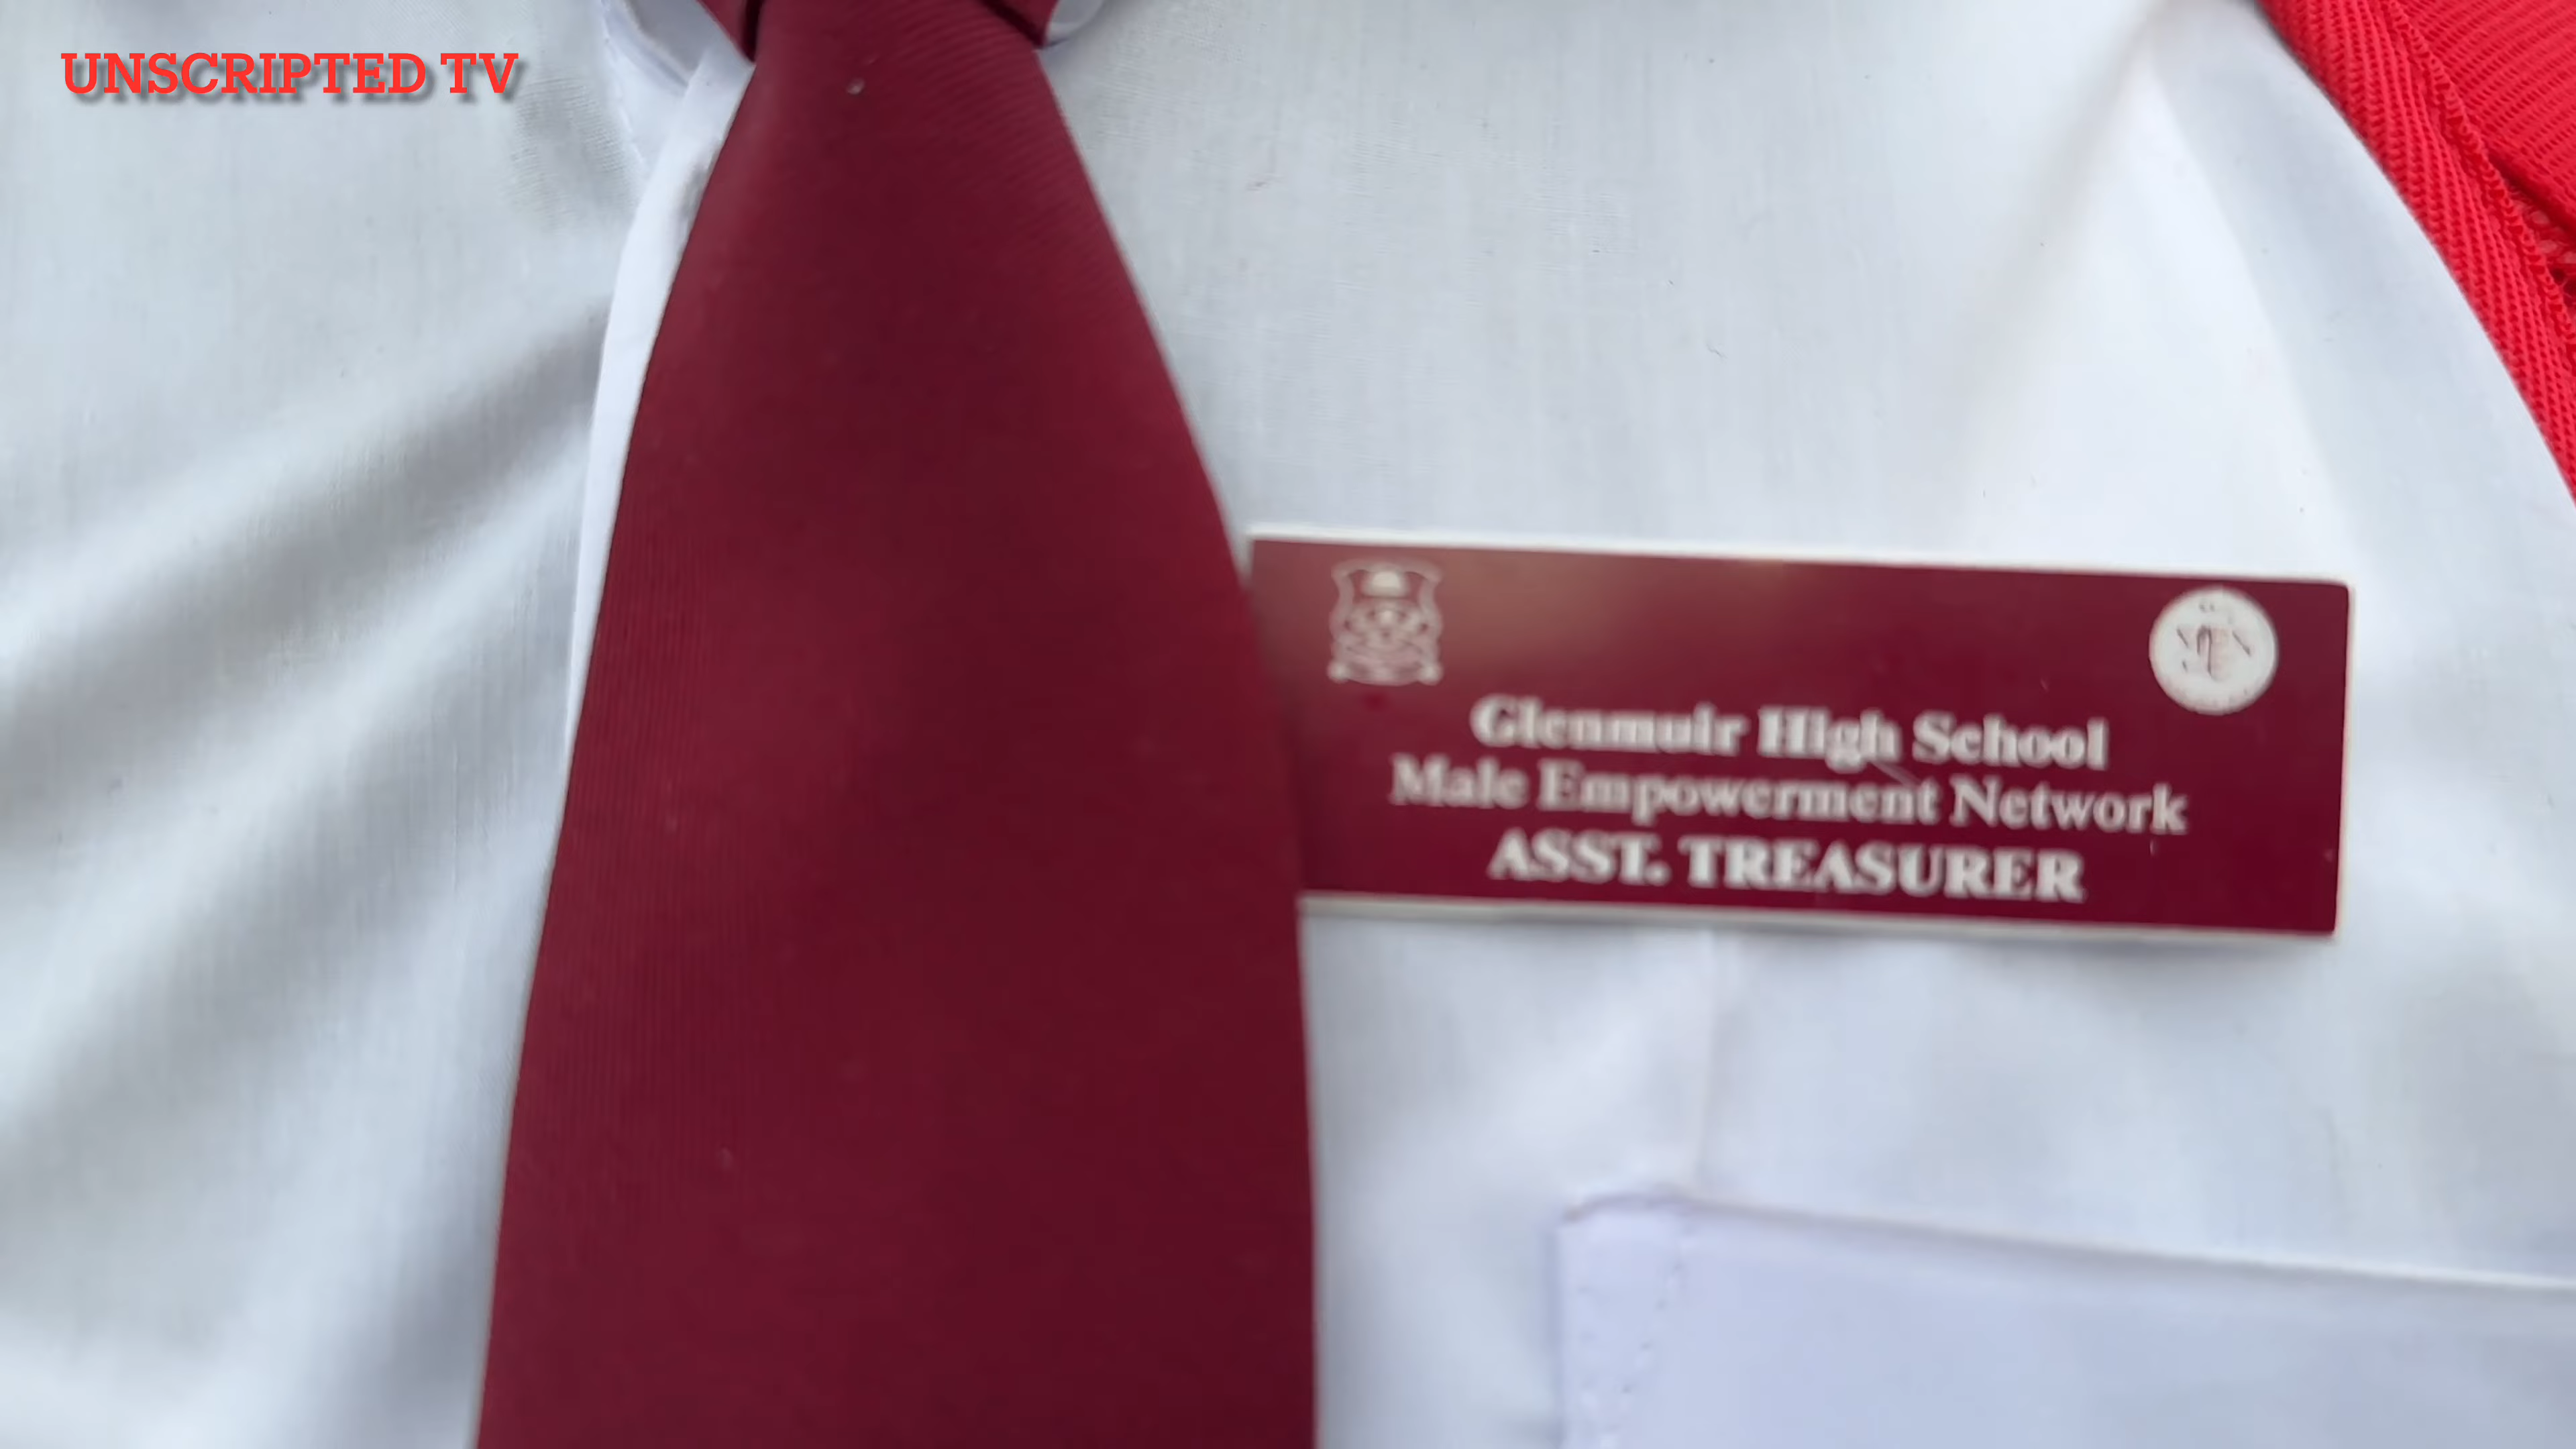 UNSCRIPTED TV
Glenmuir High School
Male Empowerment Network
ASST. TREASURER